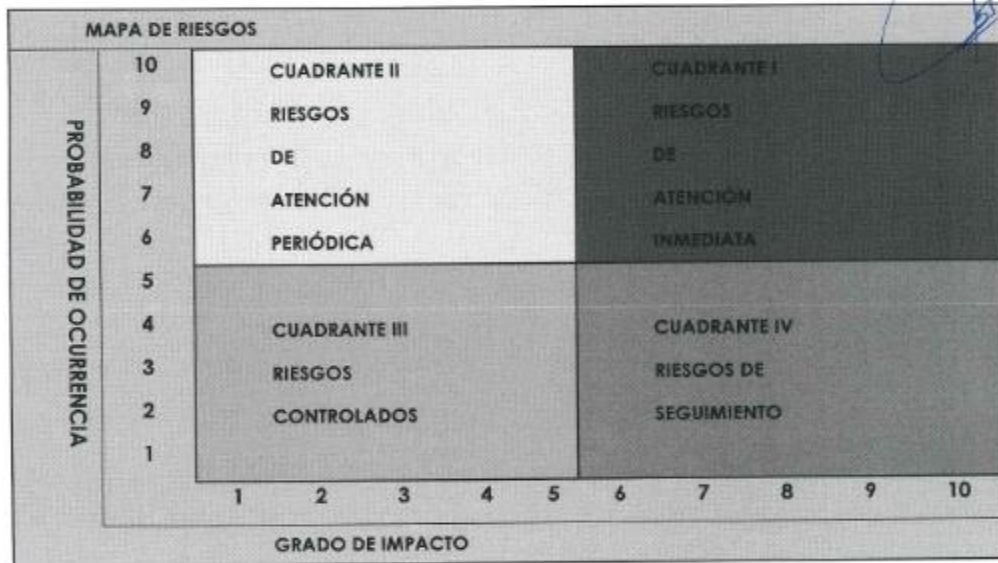 MAPA DE RIESGOS
PROBABILIDAD DE OCURRENCIA
10
9
8
7
6
5
4
3
2
1
CUADRANTE II
RIESGOS
DE
ATENCIÓN
PERIÓDICA
CUADRANTE I
RIESGOS
DE
ATENCIÓN
INMEDIATA
CUADRANTE III
RIESGOS
CONTROLADOS
CUADRANTE IV
RIESGOS DE
SEGUIMIENTO
1 2 3 4 5 6 7 8 9 10
GRADO DE IMPACTO